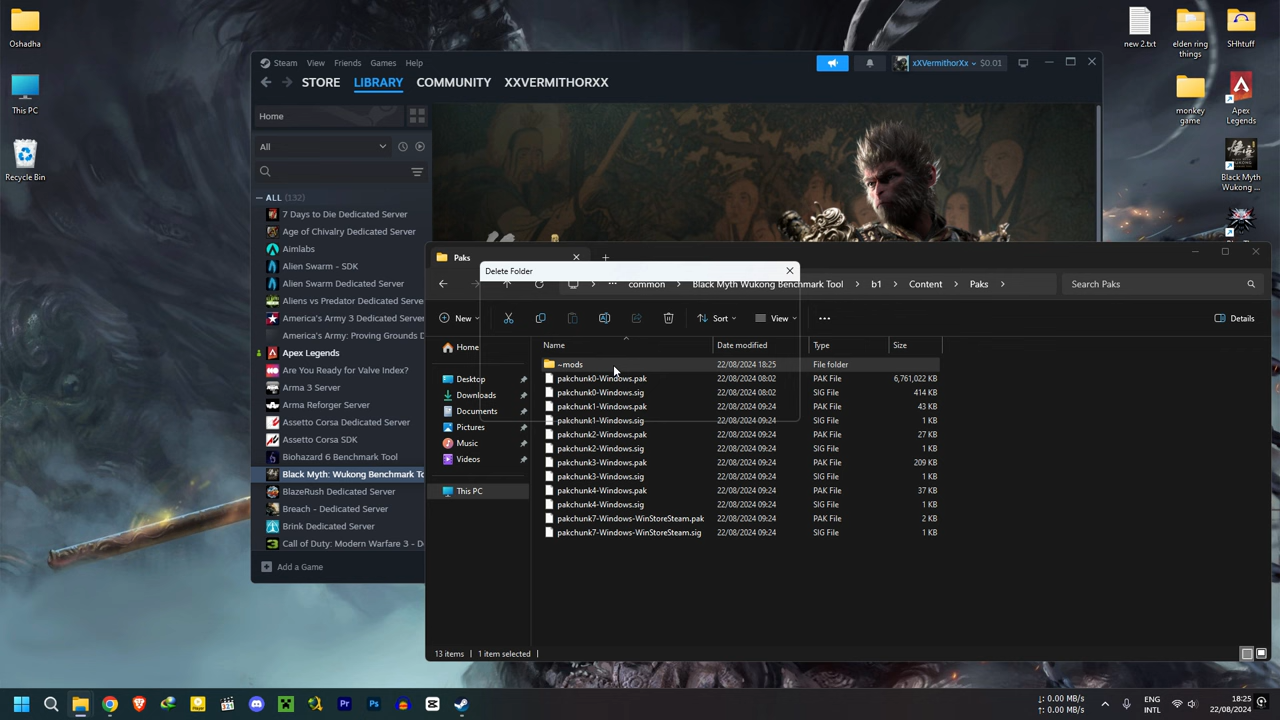 Oshadha
This PC
Recycle Bin
new 2.txt
elden ring
things
SHhtuff
monkey
game
Apex
Legends
Black Myth
Wukong ...
Steam View Friends Games Help
xXVermithorXx $0.01
STORE LIBRARY COMMUNITY XXVERMITHORXX
Home
All
ALL (132)
7 Days to Die Dedicated Server
Age of Chivalry Dedicated Server
Aimlabs
Alien Swarm - SDK
Alien Swarm Dedicated Server
Aliens vs Predator Dedicated Serve
America's Army 3 Dedicated Server
America's Army: Proving Grounds D
Apex Legends
Are You Ready for Valve Index?
Arma 3 Server
Arma Reforger Server
Assetto Corsa Dedicated Server
Assetto Corsa SDK
Biohazard 6 Benchmark Tool
Black Myth: Wukong Benchmark To
BlazeRush Dedicated Server
Breach - Dedicated Server
Brink Dedicated Server
Call of Duty: Modern Warfare 3 - De
Add a Game
Paks
Delete Folder
common Black Myth Wukong Benchmark Tool b1 Content Paks
Search Paks
New Sort View ... Details
Home
Desktop
Downloads
Documents
Pictures
Music
Videos
This PC
Name Date modified Type Size
~mods 22/08/2024 18:25 File folder
pakchunk0-Windows.pak 22/08/2024 08:02 PAK File 6,761,022 KB
pakchunk0-Windows.sig 22/08/2024 08:02 SIG File 414 KB
pakchunk1-Windows.pak 22/08/2024 09:24 PAK File 43 KB
pakchunk1-Windows.sig 22/08/2024 09:24 SIG File 1 KB
pakchunk2-Windows.pak 22/08/2024 09:24 PAK File 27 KB
pakchunk2-Windows.sig 22/08/2024 09:24 SIG File 1 KB
pakchunk3-Windows.pak 22/08/2024 09:24 PAK File 209 KB
pakchunk3-Windows.sig 22/08/2024 09:24 SIG File 1 KB
pakchunk4-Windows.pak 22/08/2024 09:24 PAK File 37 KB
pakchunk4-Windows.sig 22/08/2024 09:24 SIG File 1 KB
pakchunk7-Windows-WinStoreSteam.pak 22/08/2024 09:24 PAK File 2 KB
pakchunk7-Windows-WinStoreSteam.sig 22/08/2024 09:24 SIG File 1 KB
13 items 1 item selected
↓: 0.00 MB/s
↑: 0.00 MB/s
ENG
INTL
18:25
22/08/2024